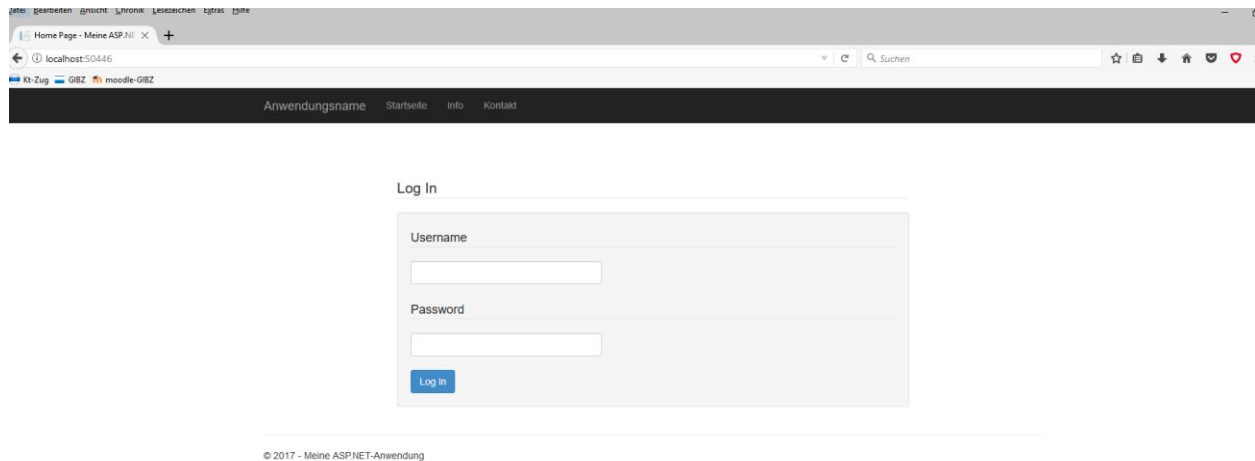 Datei Bearbeiten Ansicht Chronik Lesezeichen Extras Hilfe
Home Page - Meine ASP.NE
localhost:50446
Suchen
Kt-Zug GIBZ moodle-GIBZ
Anwendungsname Startseite Info Kontakt
Log In
Username
Password
Log In
© 2017 - Meine ASP.NET-Anwendung